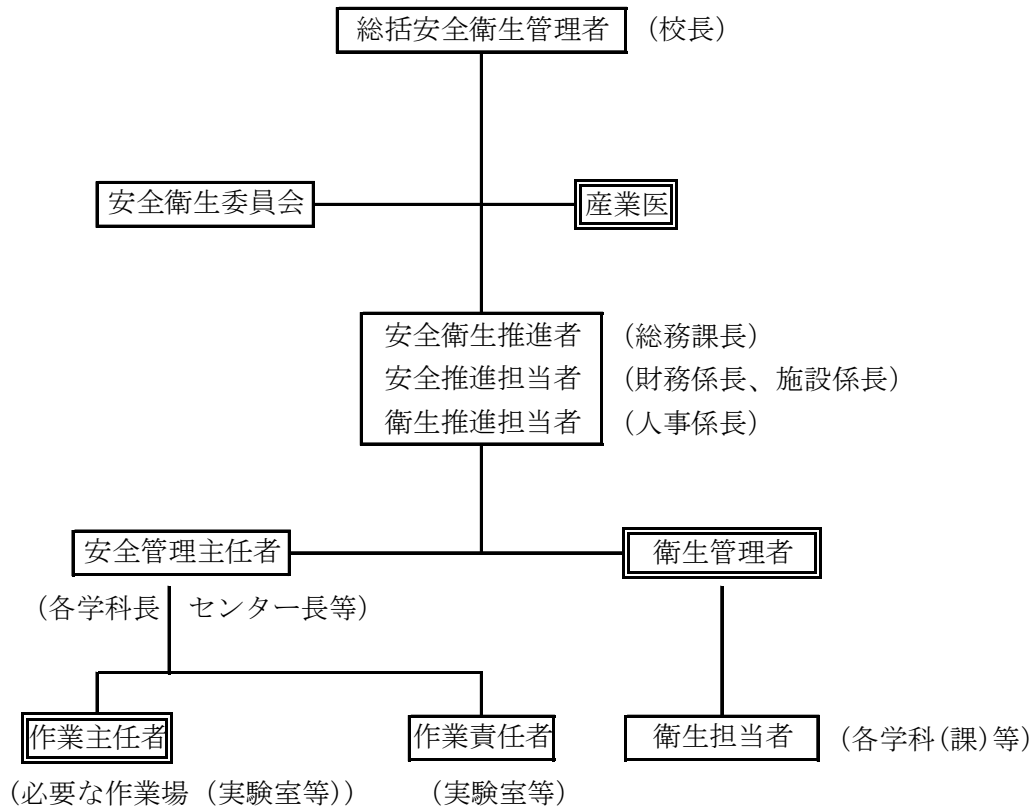 総括安全衛生管理者 (校長)
安全衛生委員会 産業医
安全衛生推進者 (総務課長)
安全推進担当者 (財務係長、施設係長)
衛生推進担当者 (人事係長)
安全管理主任者 衛生管理者
(各学科長 センター長等)
作業主任者 作業責任者 衛生担当者 (各学科(課)等)
(必要な作業場 (実験室等)) (実験室等)